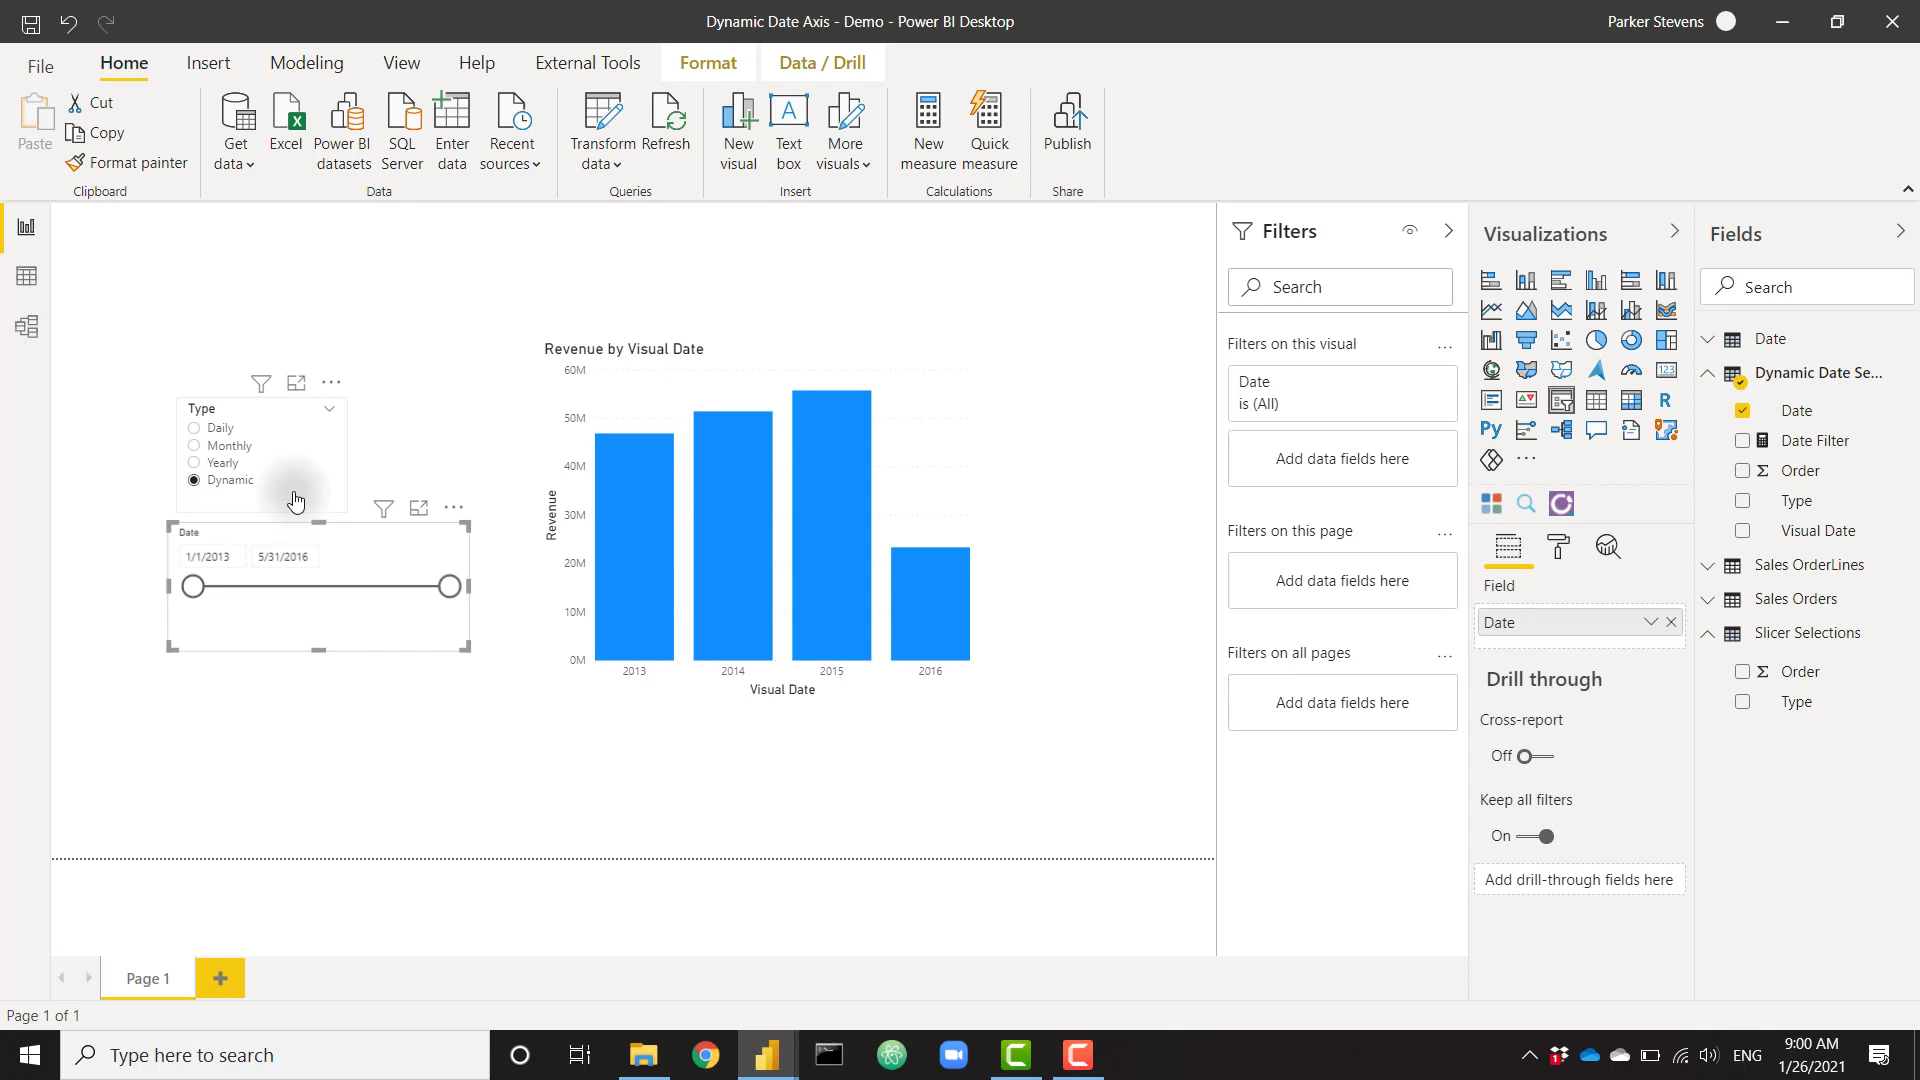 Dynamic Date Axis - Demo - Power BI Desktop
Parker Stevens
File
Home
Insert
Modeling
View
Help
External Tools
Format
Data / Drill
Paste
Cut
Copy
Format painter
Clipboard
Get data
Excel
Power BI datasets
SQL Server
Enter data
Recent sources
Data
Transform data
Refresh
Queries
New visual
A
Text box
More visuals
Insert
New measure
Quick measure
Calculations
Publish
Share
Type
Daily
Monthly
Yearly
Dynamic
Date
1/1/2013
5/31/2016
Revenue by Visual Date
60M
50M
40M
30M
20M
10M
0M
Revenue
2013
2014
2015
2016
Visual Date
Filters
Search
Filters on this visual
Date
is (All)
Add data fields here
Filters on this page
Add data fields here
Filters on all pages
Add data fields here
Visualizations
123
R
Py
Field
Date
Drill through
Cross-report
Off
Keep all filters
On
Add drill-through fields here
Fields
Search
Date
Dynamic Date Se...
Date
Date Filter
Order
Type
Visual Date
Sales OrderLines
Sales Orders
Slicer Selections
Order
Type
Page 1
Page 1 of 1
Type here to search
ENG
9:00 AM
1/26/2021